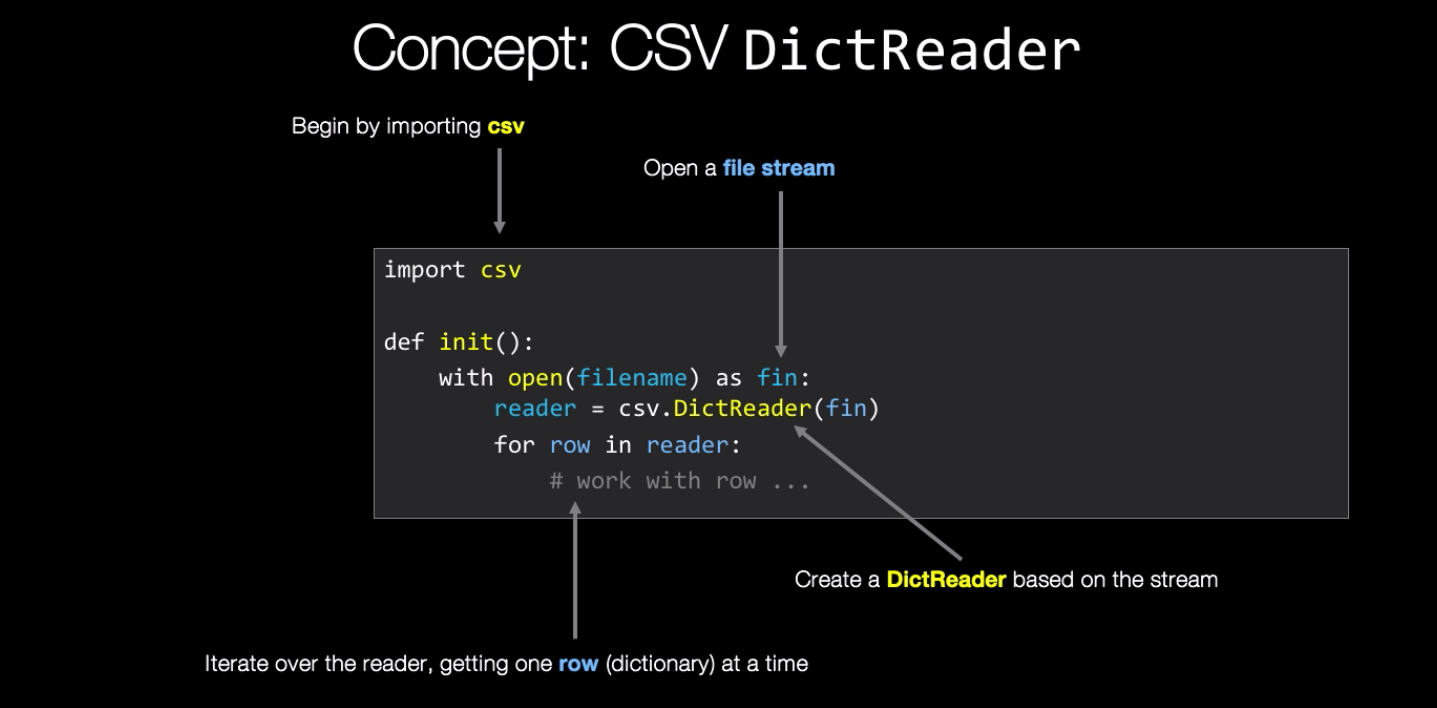 Concept: CSV DictReader
Begin by importing csv
Open a file stream
import csv
def init():
    with open(filename) as fin:
        reader = csv.DictReader(fin)
        for row in reader:
            # work with row ...
Create a DictReader based on the stream
Iterate over the reader, getting one row (dictionary) at a time